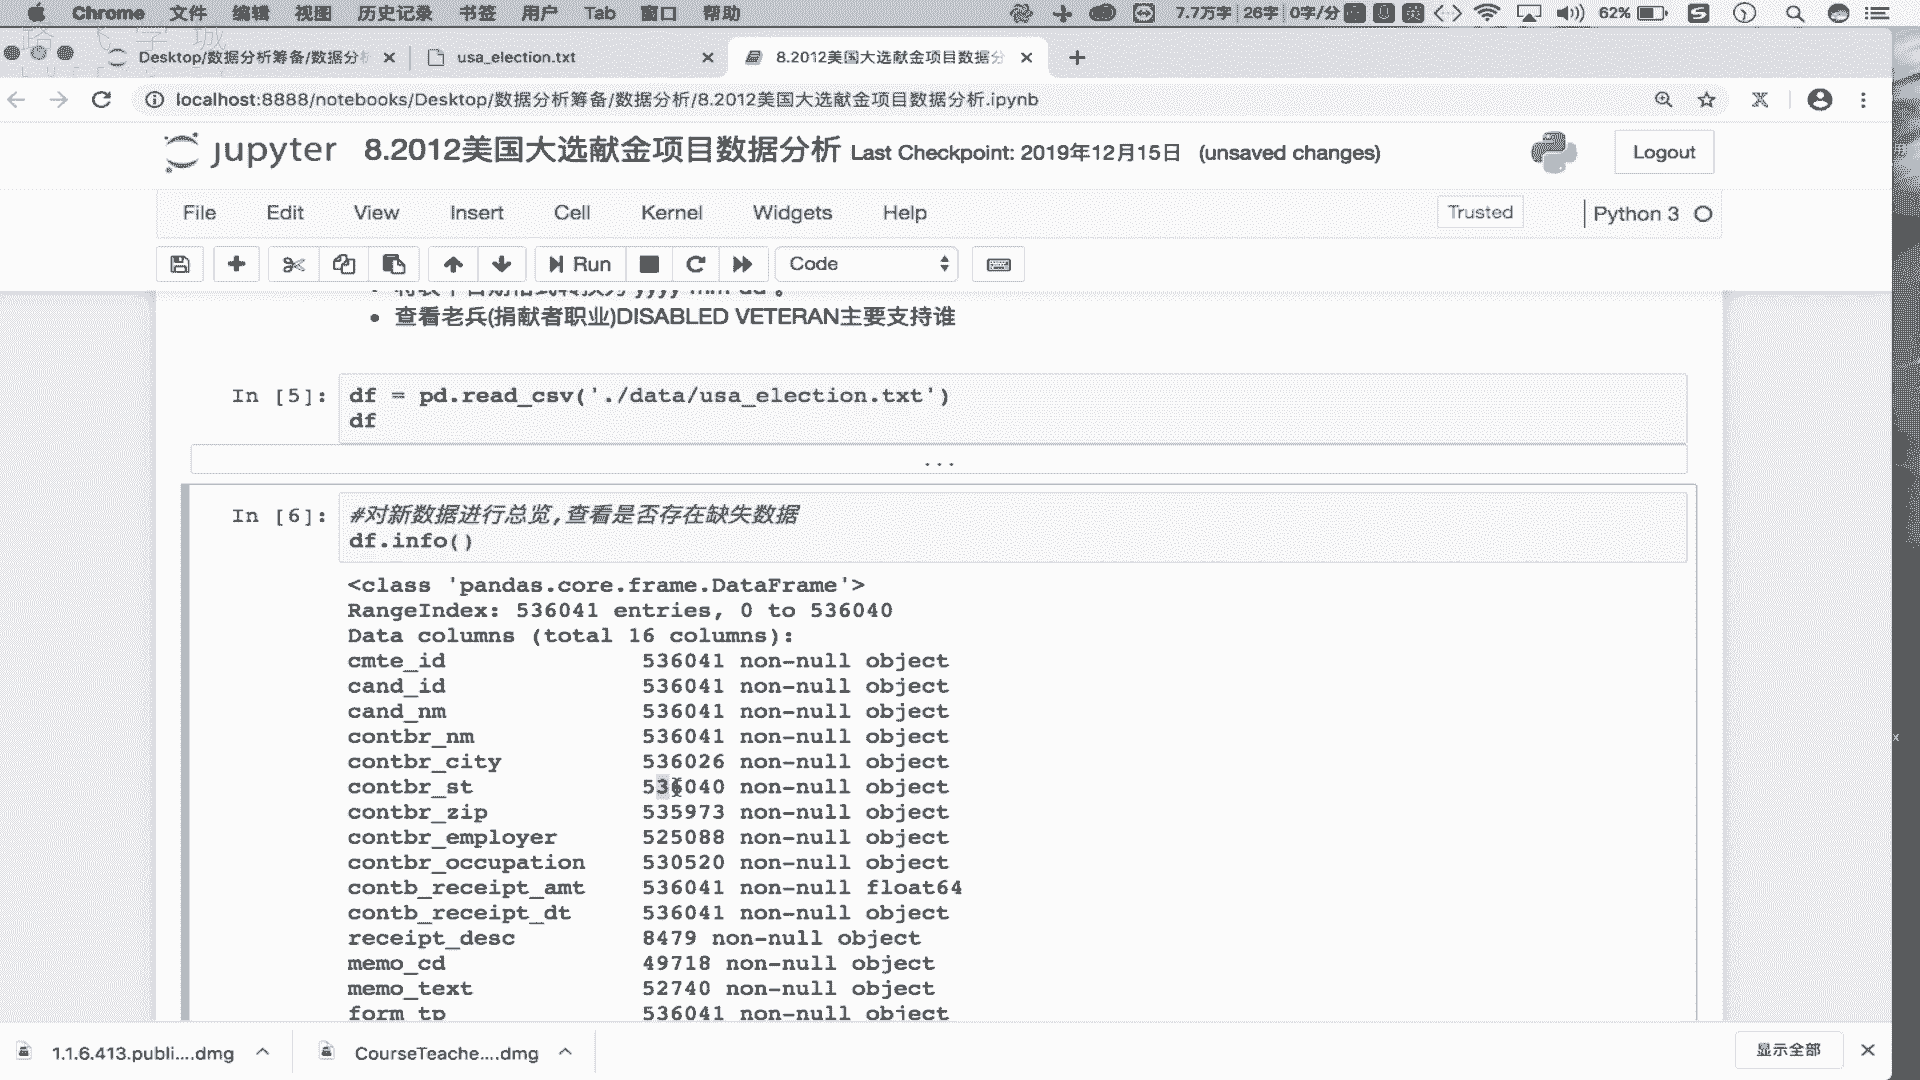 Chrome 文件 编辑 视图 历史记录 书签 用户 Tab 窗口 帮助 7.7万字 26字 0字/分 62%
Desktop/数据分析筹备/数据分析 usa_election.txt 8.2012美国大选献金项目数据分
localhost:8888/notebooks/Desktop/数据分析筹备/数据分析/8.2012美国大选献金项目数据分析.ipynb
jupyter 8.2012美国大选献金项目数据分析 Last Checkpoint: 2019年12月15日 (unsaved changes) Logout
File Edit View Insert Cell Kernel Widgets Help Trusted Python 3
Run Code
• 查看老兵(捐献者职业)DISABLED VETERAN主要支持谁
In [5]: df = pd.read_csv('./data/usa_election.txt')
df
...
In [6]: #对新数据进行总览,查看是否存在缺失数据
df.info()
<class 'pandas.core.frame.DataFrame'>
RangeIndex: 536041 entries, 0 to 536040
Data columns (total 16 columns):
cmte_id 536041 non-null object
cand_id 536041 non-null object
cand_nm 536041 non-null object
contbr_nm 536041 non-null object
contbr_city 536026 non-null object
contbr_st 536040 non-null object
contbr_zip 535973 non-null object
contbr_employer 525088 non-null object
contbr_occupation 530520 non-null object
contb_receipt_amt 536041 non-null float64
contb_receipt_dt 536041 non-null object
receipt_desc 8479 non-null object
memo_cd 49718 non-null object
memo_text 52740 non-null object
form_tp 536041 non-null object
1.1.6.413.publi....dmg CourseTeache....dmg 显示全部